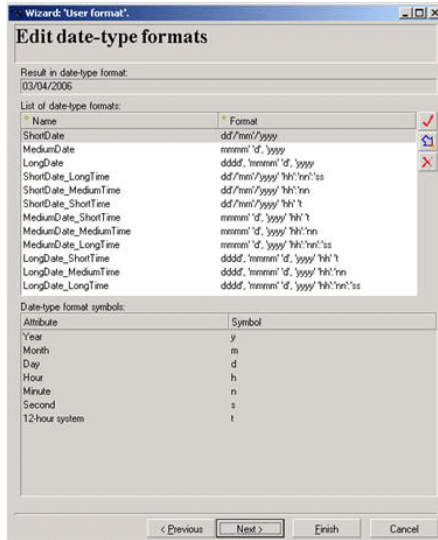 Wizard: 'User format'.
Edit date-type formats
Result in date-type format:
03/04/2006
List of date-type formats:
* Name * Format
ShortDate dd'/'mm'/'yyyy
MediumDate mmmm' 'd', 'yyyy
LongDate dddd', 'mmmm' 'd', 'yyyy
ShortDate_LongTime dd'/'mm'/'yyyy' 'hh':'nn':'ss
ShortDate_MediumTime dd'/'mm'/'yyyy' 'hh':'nn
ShortDate_ShortTime dd'/'mm'/'yyyy' 'hh' 't
MediumDate_ShortTime mmmm' 'd', 'yyyy' 'hh' 't
MediumDate_MediumTime mmmm' 'd', 'yyyy' 'hh':'nn
MediumDate_LongTime mmmm' 'd', 'yyyy' 'hh':'nn':'ss
LongDate_ShortTime dddd', 'mmmm' 'd', 'yyyy' 'hh' 't
LongDate_MediumTime dddd', 'mmmm' 'd', 'yyyy' 'hh':'nn
LongDate_LongTime dddd', 'mmmm' 'd', 'yyyy' 'hh':'nn':'ss
Date-type format symbols:
Attribute Symbol
Year y
Month m
Day d
Hour h
Minute n
Second s
12-hour system t
< Previous Next > Finish Cancel